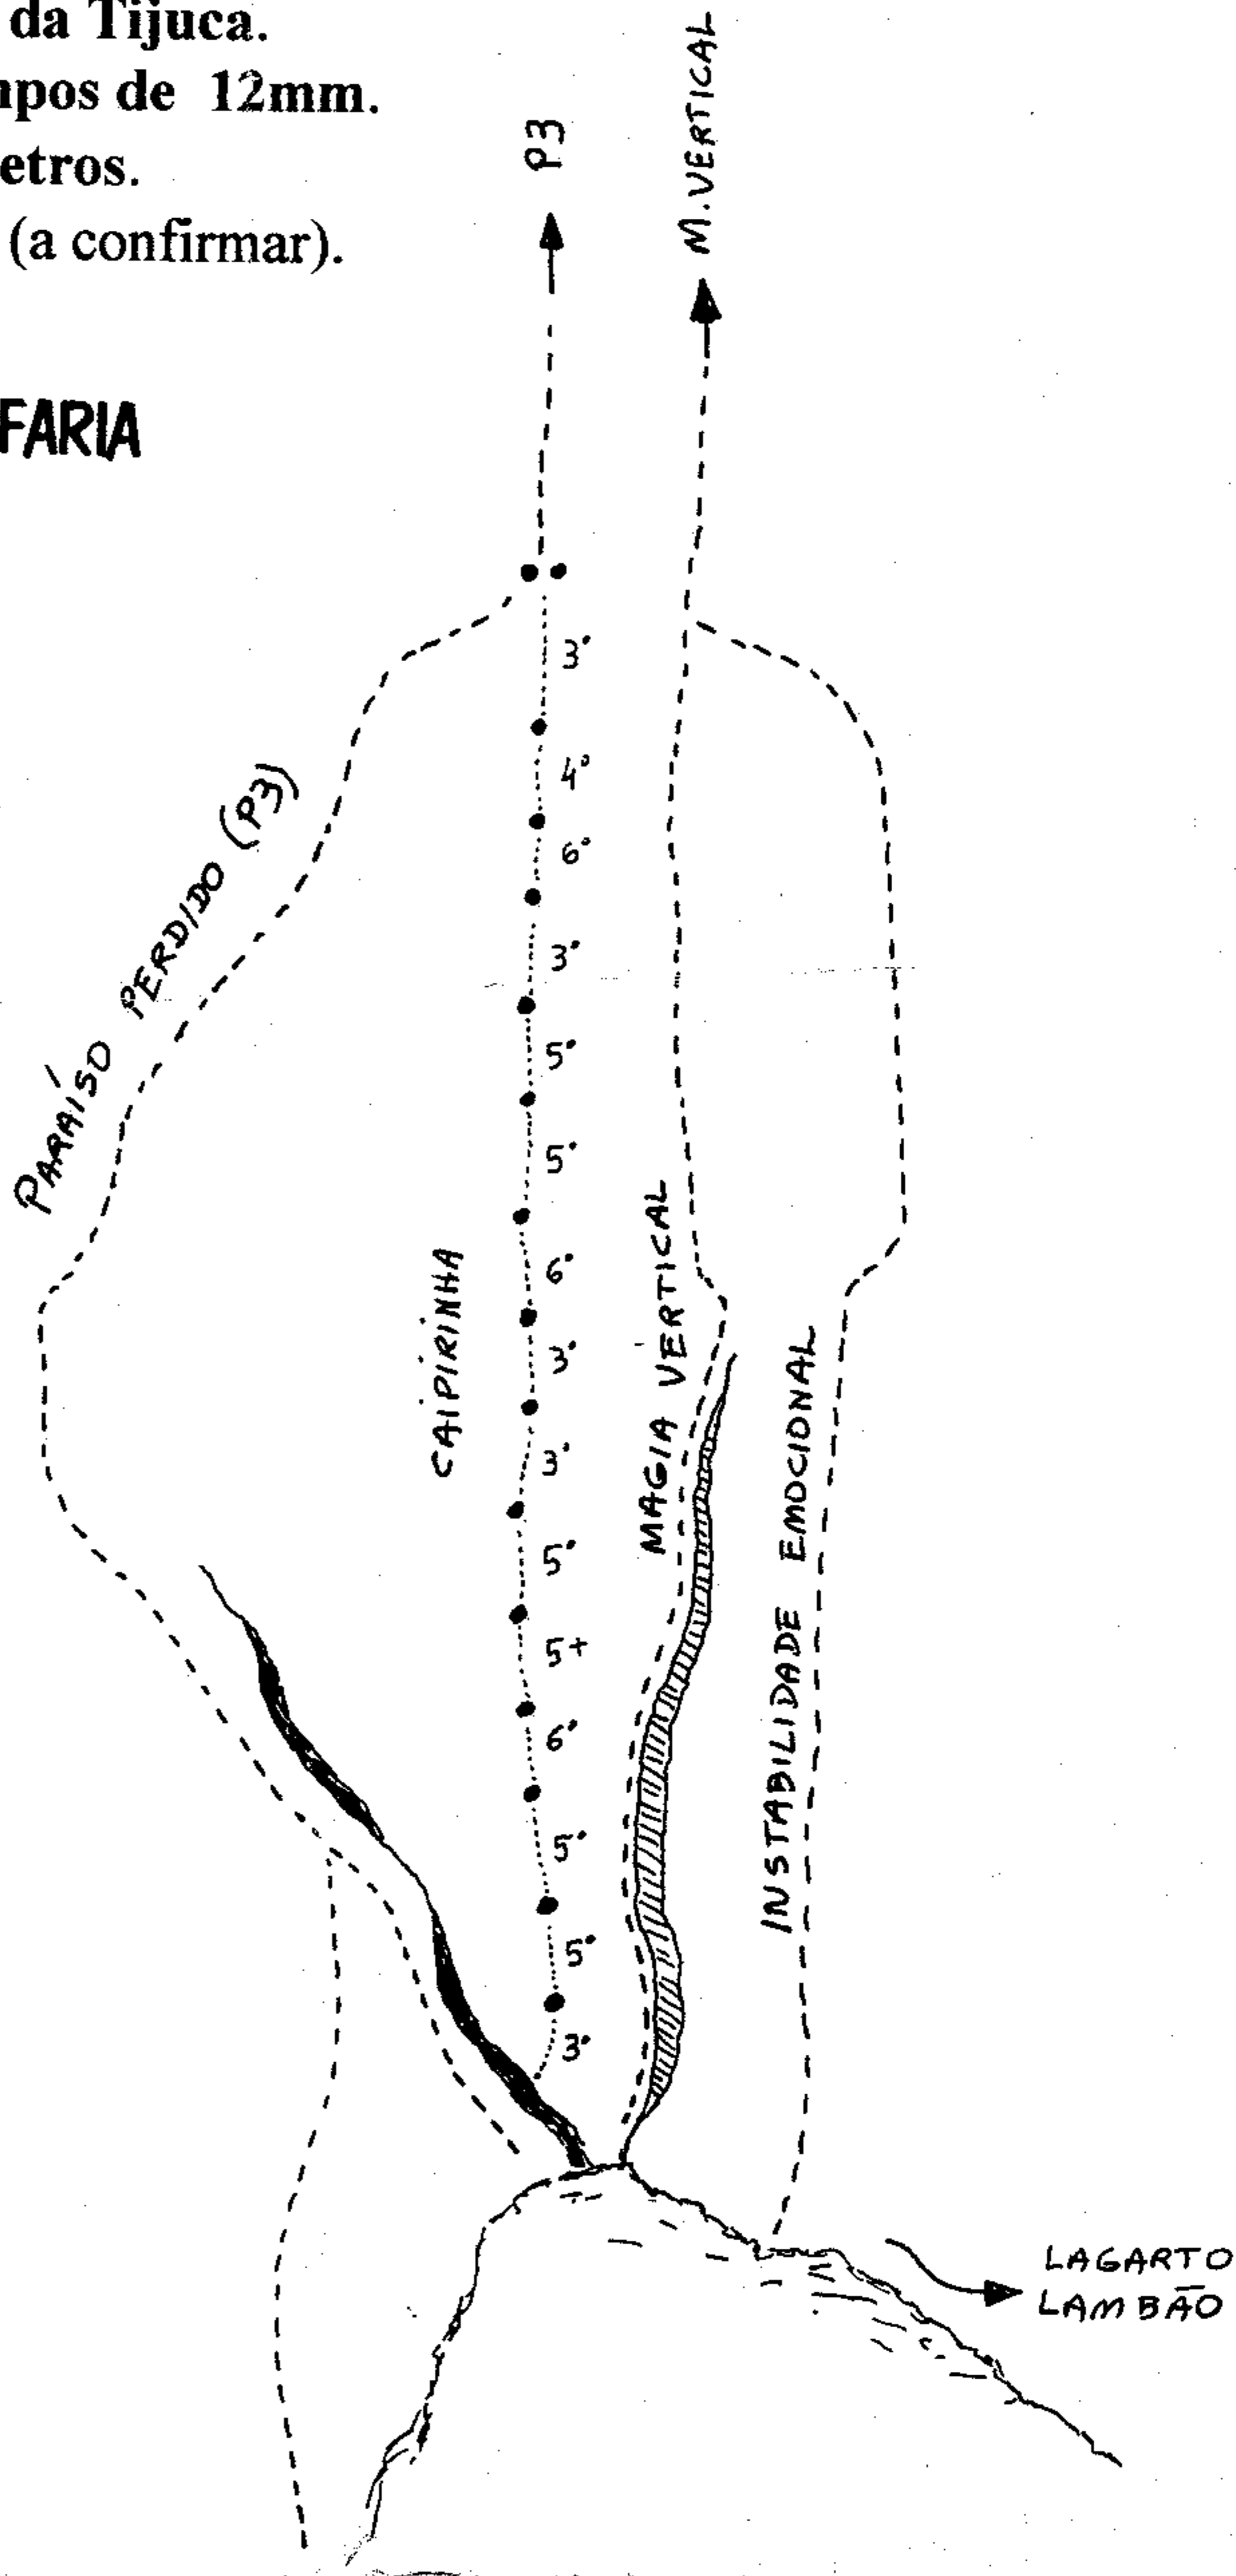 da Tijuca.
mpos de 12mm.
etros.
(a confirmar).
FARIA
P3
M. VERTICAL
3°
4°
6°
3°
5°
5°
6°
3°
3°
5°
5+
6°
5°
5°
3°
PARAÍSO PERDIDO (P3)
CAIPIRINHA
MAGIA VERTICAL
INSTABILIDADE EMOCIONAL
LAGARTO
LAMBÃO